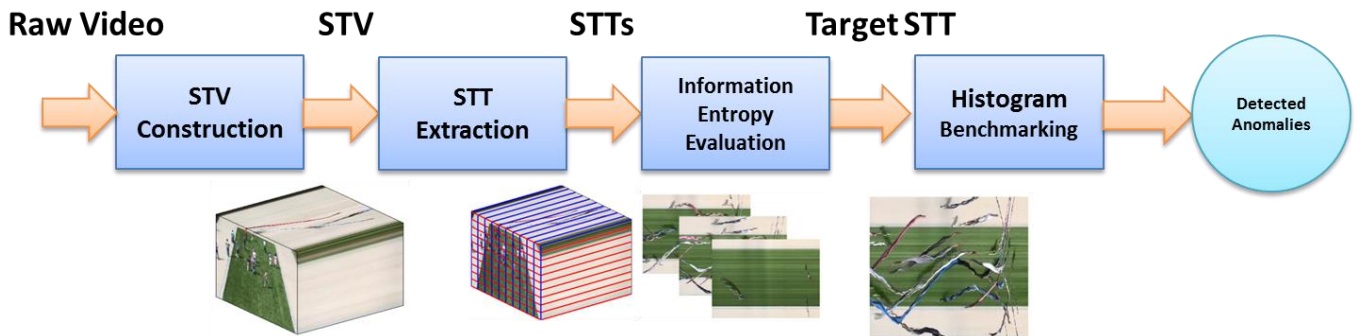 Raw Video
STV
STTs
Target STT
STV
Construction
STT
Extraction
Information
Entropy
Evaluation
Histogram
Benchmarking
Detected
Anomalies